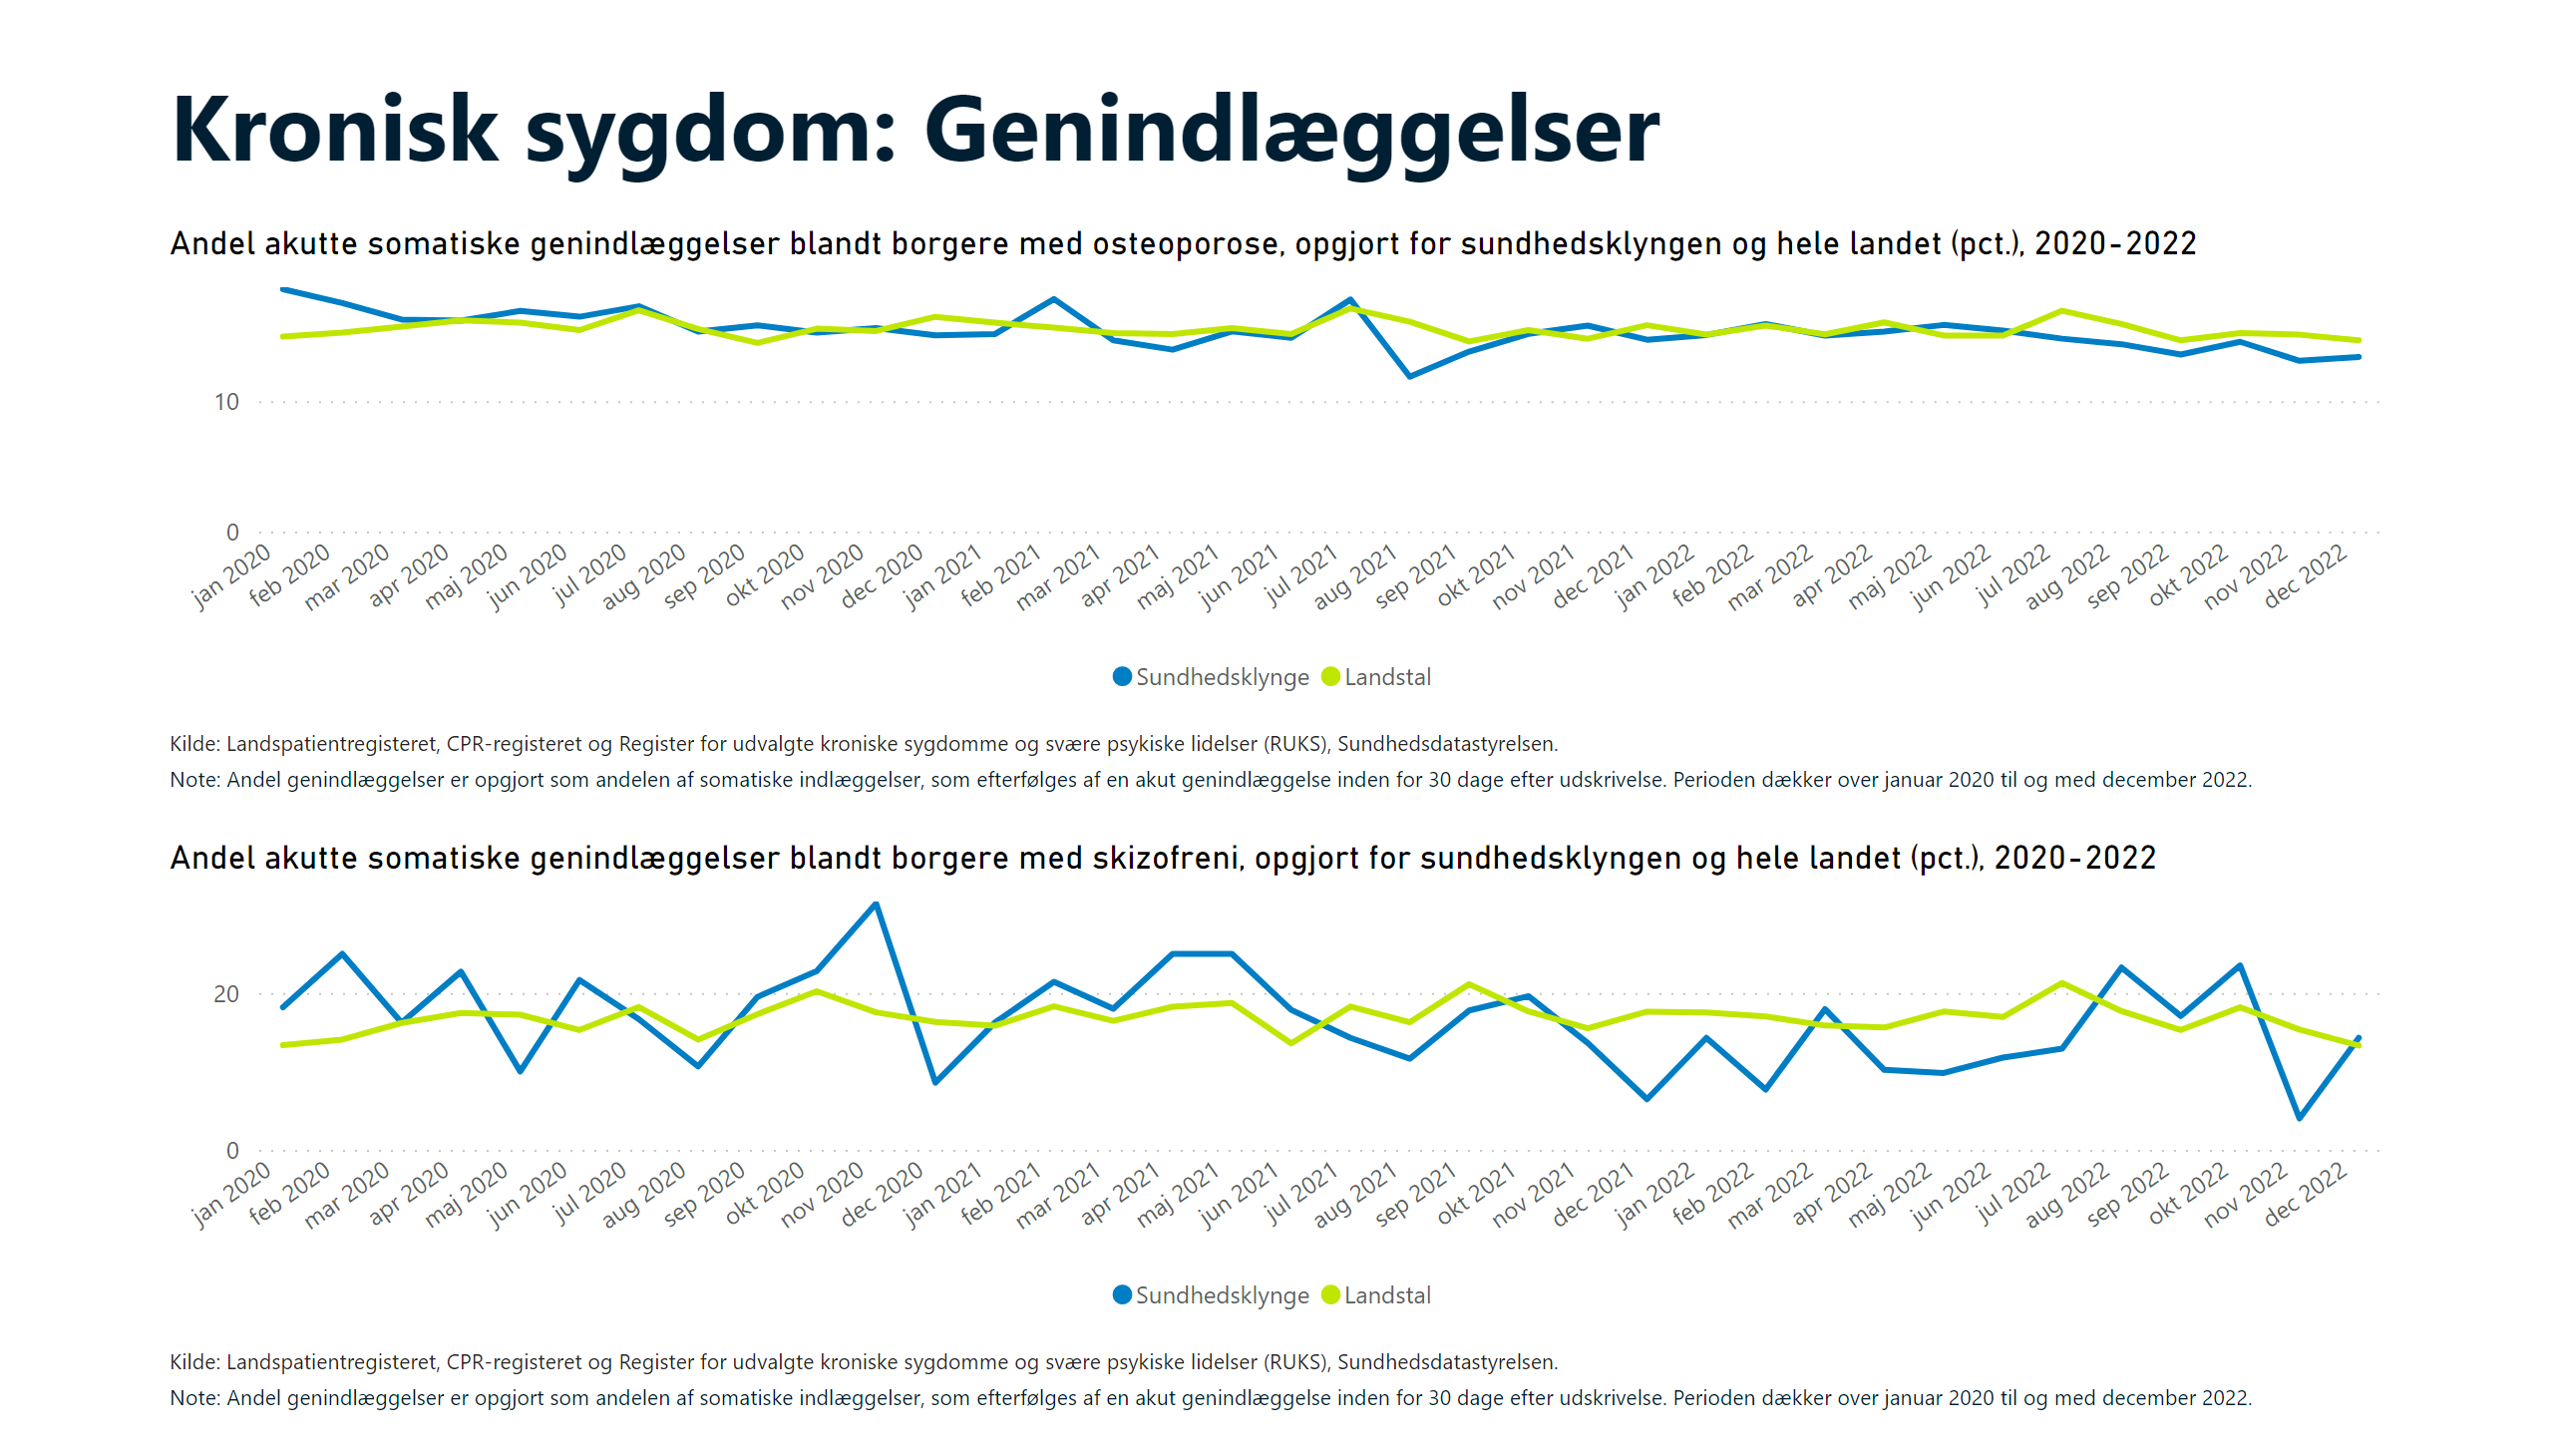 Kronisk sygdom: Genindlæggelser
Andel akutte somatiske genindlæggelser blandt borgere med osteoporose, opgjort for sundhedsklyngen og hele landet (pct.), 2020-2022
10
0
jan 2020
feb 2020
mar 2020
apr 2020
maj 2020
jun 2020
jul 2020
aug 2020
sep 2020
okt 2020
nov 2020
dec 2020
jan 2021
feb 2021
mar 2021
apr 2021
maj 2021
jun 2021
jul 2021
aug 2021
sep 2021
okt 2021
nov 2021
dec 2021
jan 2022
feb 2022
mar 2022
apr 2022
maj 2022
jun 2022
jul 2022
aug 2022
sep 2022
okt 2022
nov 2022
dec 2022
Sundhedsklynge Landstal
Kilde: Landspatientregisteret, CPR-registeret og Register for udvalgte kroniske sygdomme og svære psykiske lidelser (RUKS), Sundhedsdatastyrelsen.
Note: Andel genindlæggelser er opgjort som andelen af somatiske indlæggelser, som efterfølges af en akut genindlæggelse inden for 30 dage efter udskrivelse. Perioden dækker over januar 2020 til og med december 2022.
Andel akutte somatiske genindlæggelser blandt borgere med skizofreni, opgjort for sundhedsklyngen og hele landet (pct.), 2020-2022
20
0
jan 2020
feb 2020
mar 2020
apr 2020
maj 2020
jun 2020
jul 2020
aug 2020
sep 2020
okt 2020
nov 2020
dec 2020
jan 2021
feb 2021
mar 2021
apr 2021
maj 2021
jun 2021
jul 2021
aug 2021
sep 2021
okt 2021
nov 2021
dec 2021
jan 2022
feb 2022
mar 2022
apr 2022
maj 2022
jun 2022
jul 2022
aug 2022
sep 2022
okt 2022
nov 2022
dec 2022
Sundhedsklynge Landstal
Kilde: Landspatientregisteret, CPR-registeret og Register for udvalgte kroniske sygdomme og svære psykiske lidelser (RUKS), Sundhedsdatastyrelsen.
Note: Andel genindlæggelser er opgjort som andelen af somatiske indlæggelser, som efterfølges af en akut genindlæggelse inden for 30 dage efter udskrivelse. Perioden dækker over januar 2020 til og med december 2022.